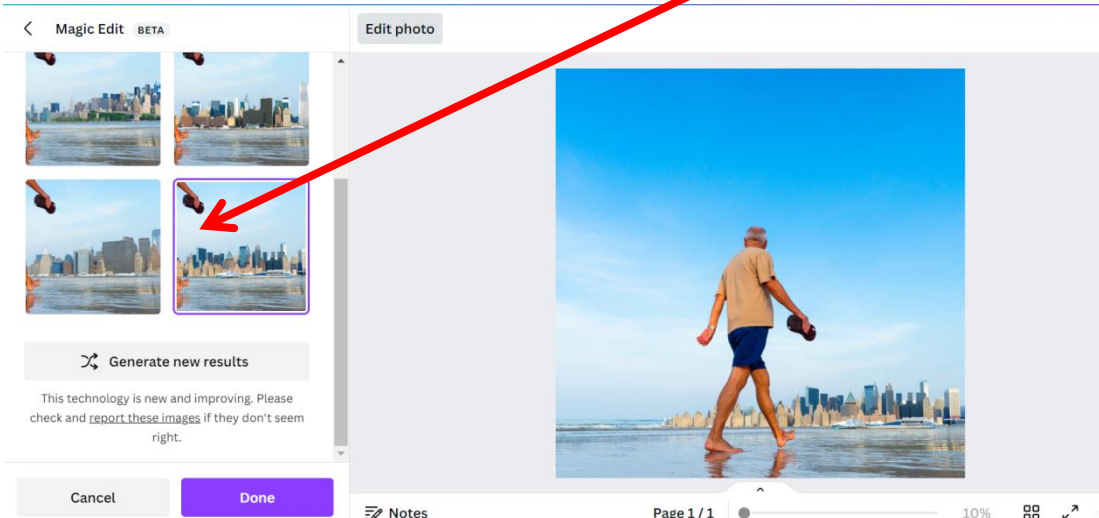 Magic Edit BETA
Edit photo
Generate new results
This technology is new and improving. Please
check and report these images if they don't seem
right.
Cancel
Done
Notes
Page 1 / 1
10%